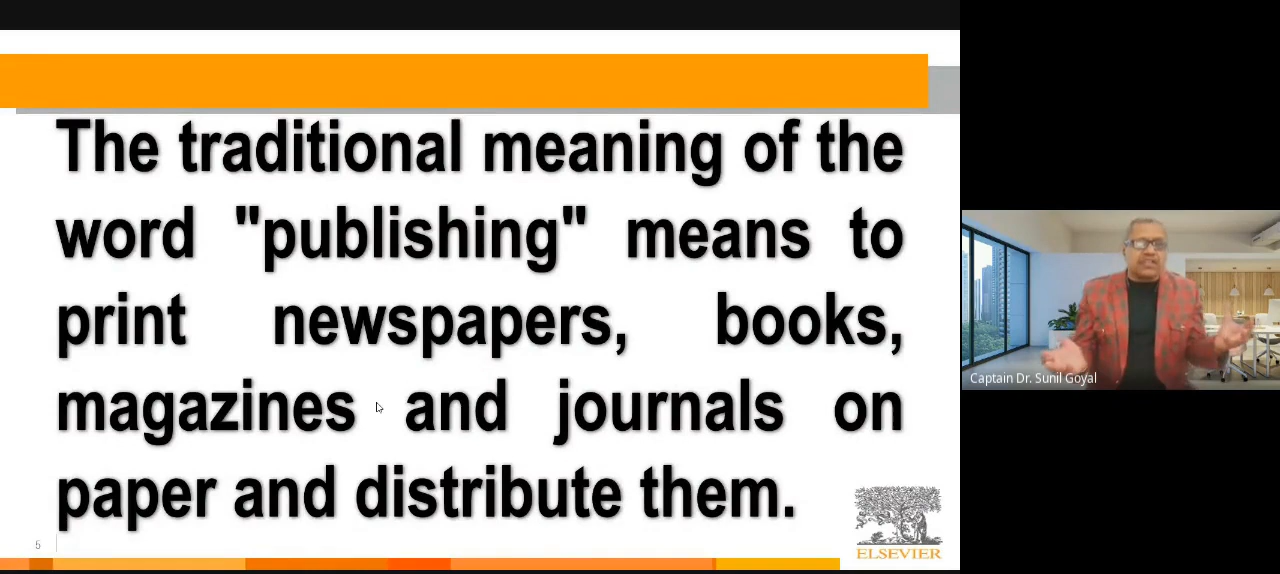 The traditional meaning of the
word "publishing" means to
print newspapers, books,
magazines and journals on
paper and distribute them.
5
ELSEVIER
Captain Dr. Sunil Goyal